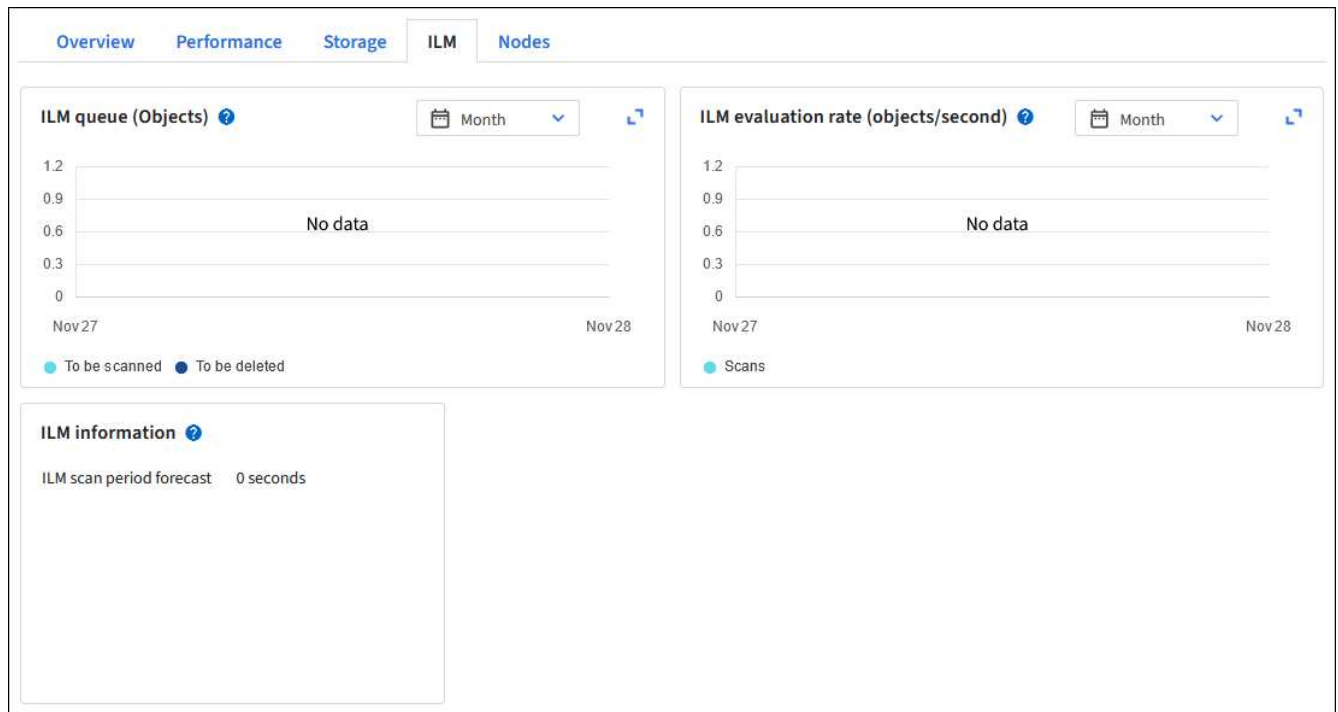 Overview Performance Storage ILM Nodes
ILM queue (Objects) ? Month
1.2
0.9
0.6
0.3
0
No data
Nov 27 Nov 28
To be scanned To be deleted
ILM evaluation rate (objects/second) ? Month
1.2
0.9
0.6
0.3
0
No data
Nov 27 Nov 28
Scans
ILM information ?
ILM scan period forecast 0 seconds